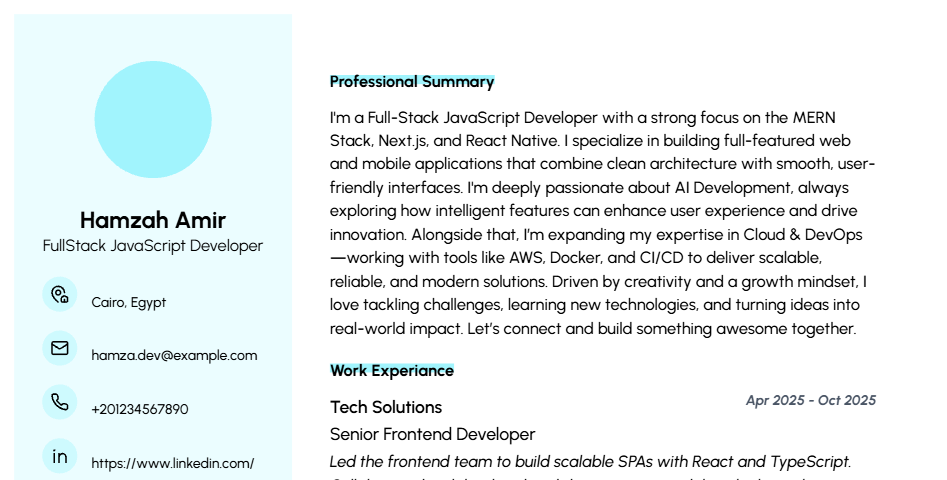 Hamzah Amir
FullStack JavaScript Developer
Cairo, Egypt
hamza.dev@example.com
+201234567890
in
https://www.linkedin.com/
Professional Summary
I'm a Full-Stack JavaScript Developer with a strong focus on the MERN
Stack, Next.js, and React Native. I specialize in building full-featured web
and mobile applications that combine clean architecture with smooth, user-
friendly interfaces. I'm deeply passionate about AI Development, always
exploring how intelligent features can enhance user experience and drive
innovation. Alongside that, I'm expanding my expertise in Cloud & DevOps
—working with tools like AWS, Docker, and CI/CD to deliver scalable,
reliable, and modern solutions. Driven by creativity and a growth mindset, I
love tackling challenges, learning new technologies, and turning ideas into
real-world impact. Let's connect and build something awesome together.
Work Experiance
Tech Solutions
Apr 2025 - Oct 2025
Senior Frontend Developer
Led the frontend team to build scalable SPAs with React and TypeScript.